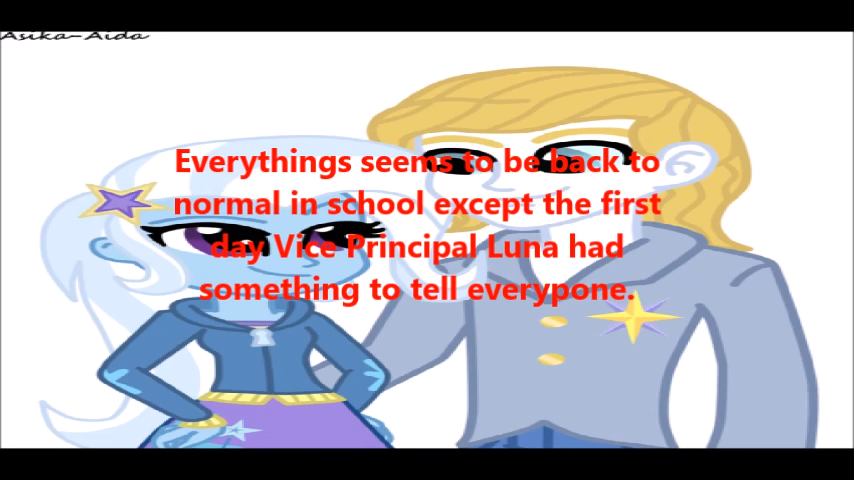 Asika-Aida
Everythings seems to be back to
normal in school except the first
day Vice Principal Luna had
something to tell everypone.